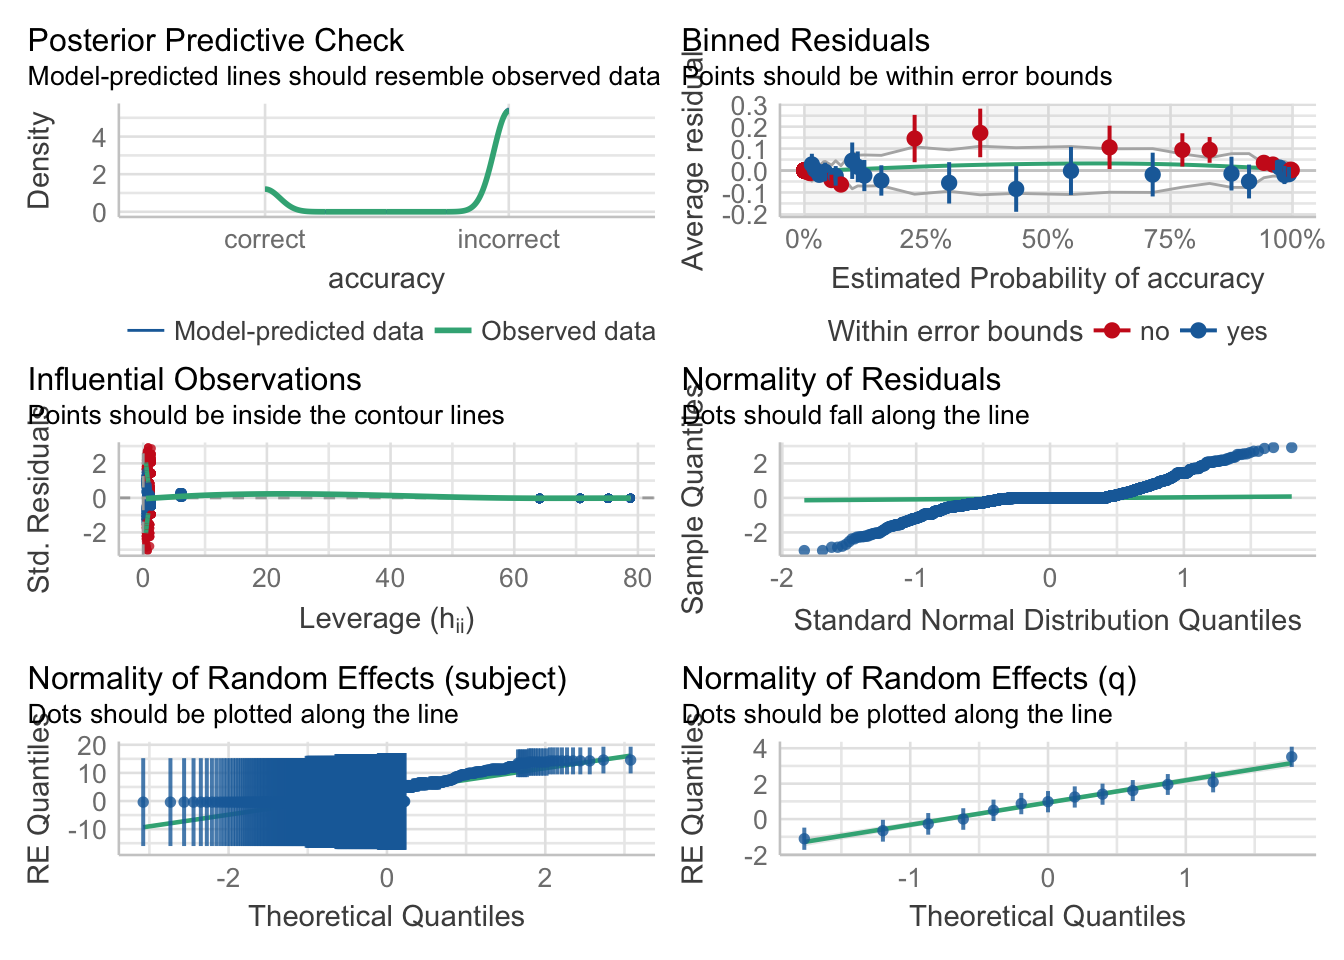 Posterior Predictive Check
Model-predicted lines should resemble observed data
Density
4
2
0
correct
incorrect
accuracy
Model-predicted data
Observed data
Binned Residuals
Points should be within error bounds
Average residual
0.3
0.2
0.1
0.0
-0.1
-0.2
0%
25%
50%
75%
100%
Estimated Probability of accuracy
Within error bounds
no
yes
Influential Observations
Points should be inside the contour lines
Std. Residuals
2
0
-2
0
20
40
60
80
Leverage (hii)
Normality of Residuals
Dots should fall along the line
Sample Quantiles
2
0
-2
-2
-1
0
1
Standard Normal Distribution Quantiles
Normality of Random Effects (subject)
Dots should be plotted along the line
RE Quantiles
20
10
0
-10
-2
0
2
Theoretical Quantiles
Normality of Random Effects (q)
Dots should be plotted along the line
RE Quantiles
4
2
0
-2
-1
0
1
Theoretical Quantiles